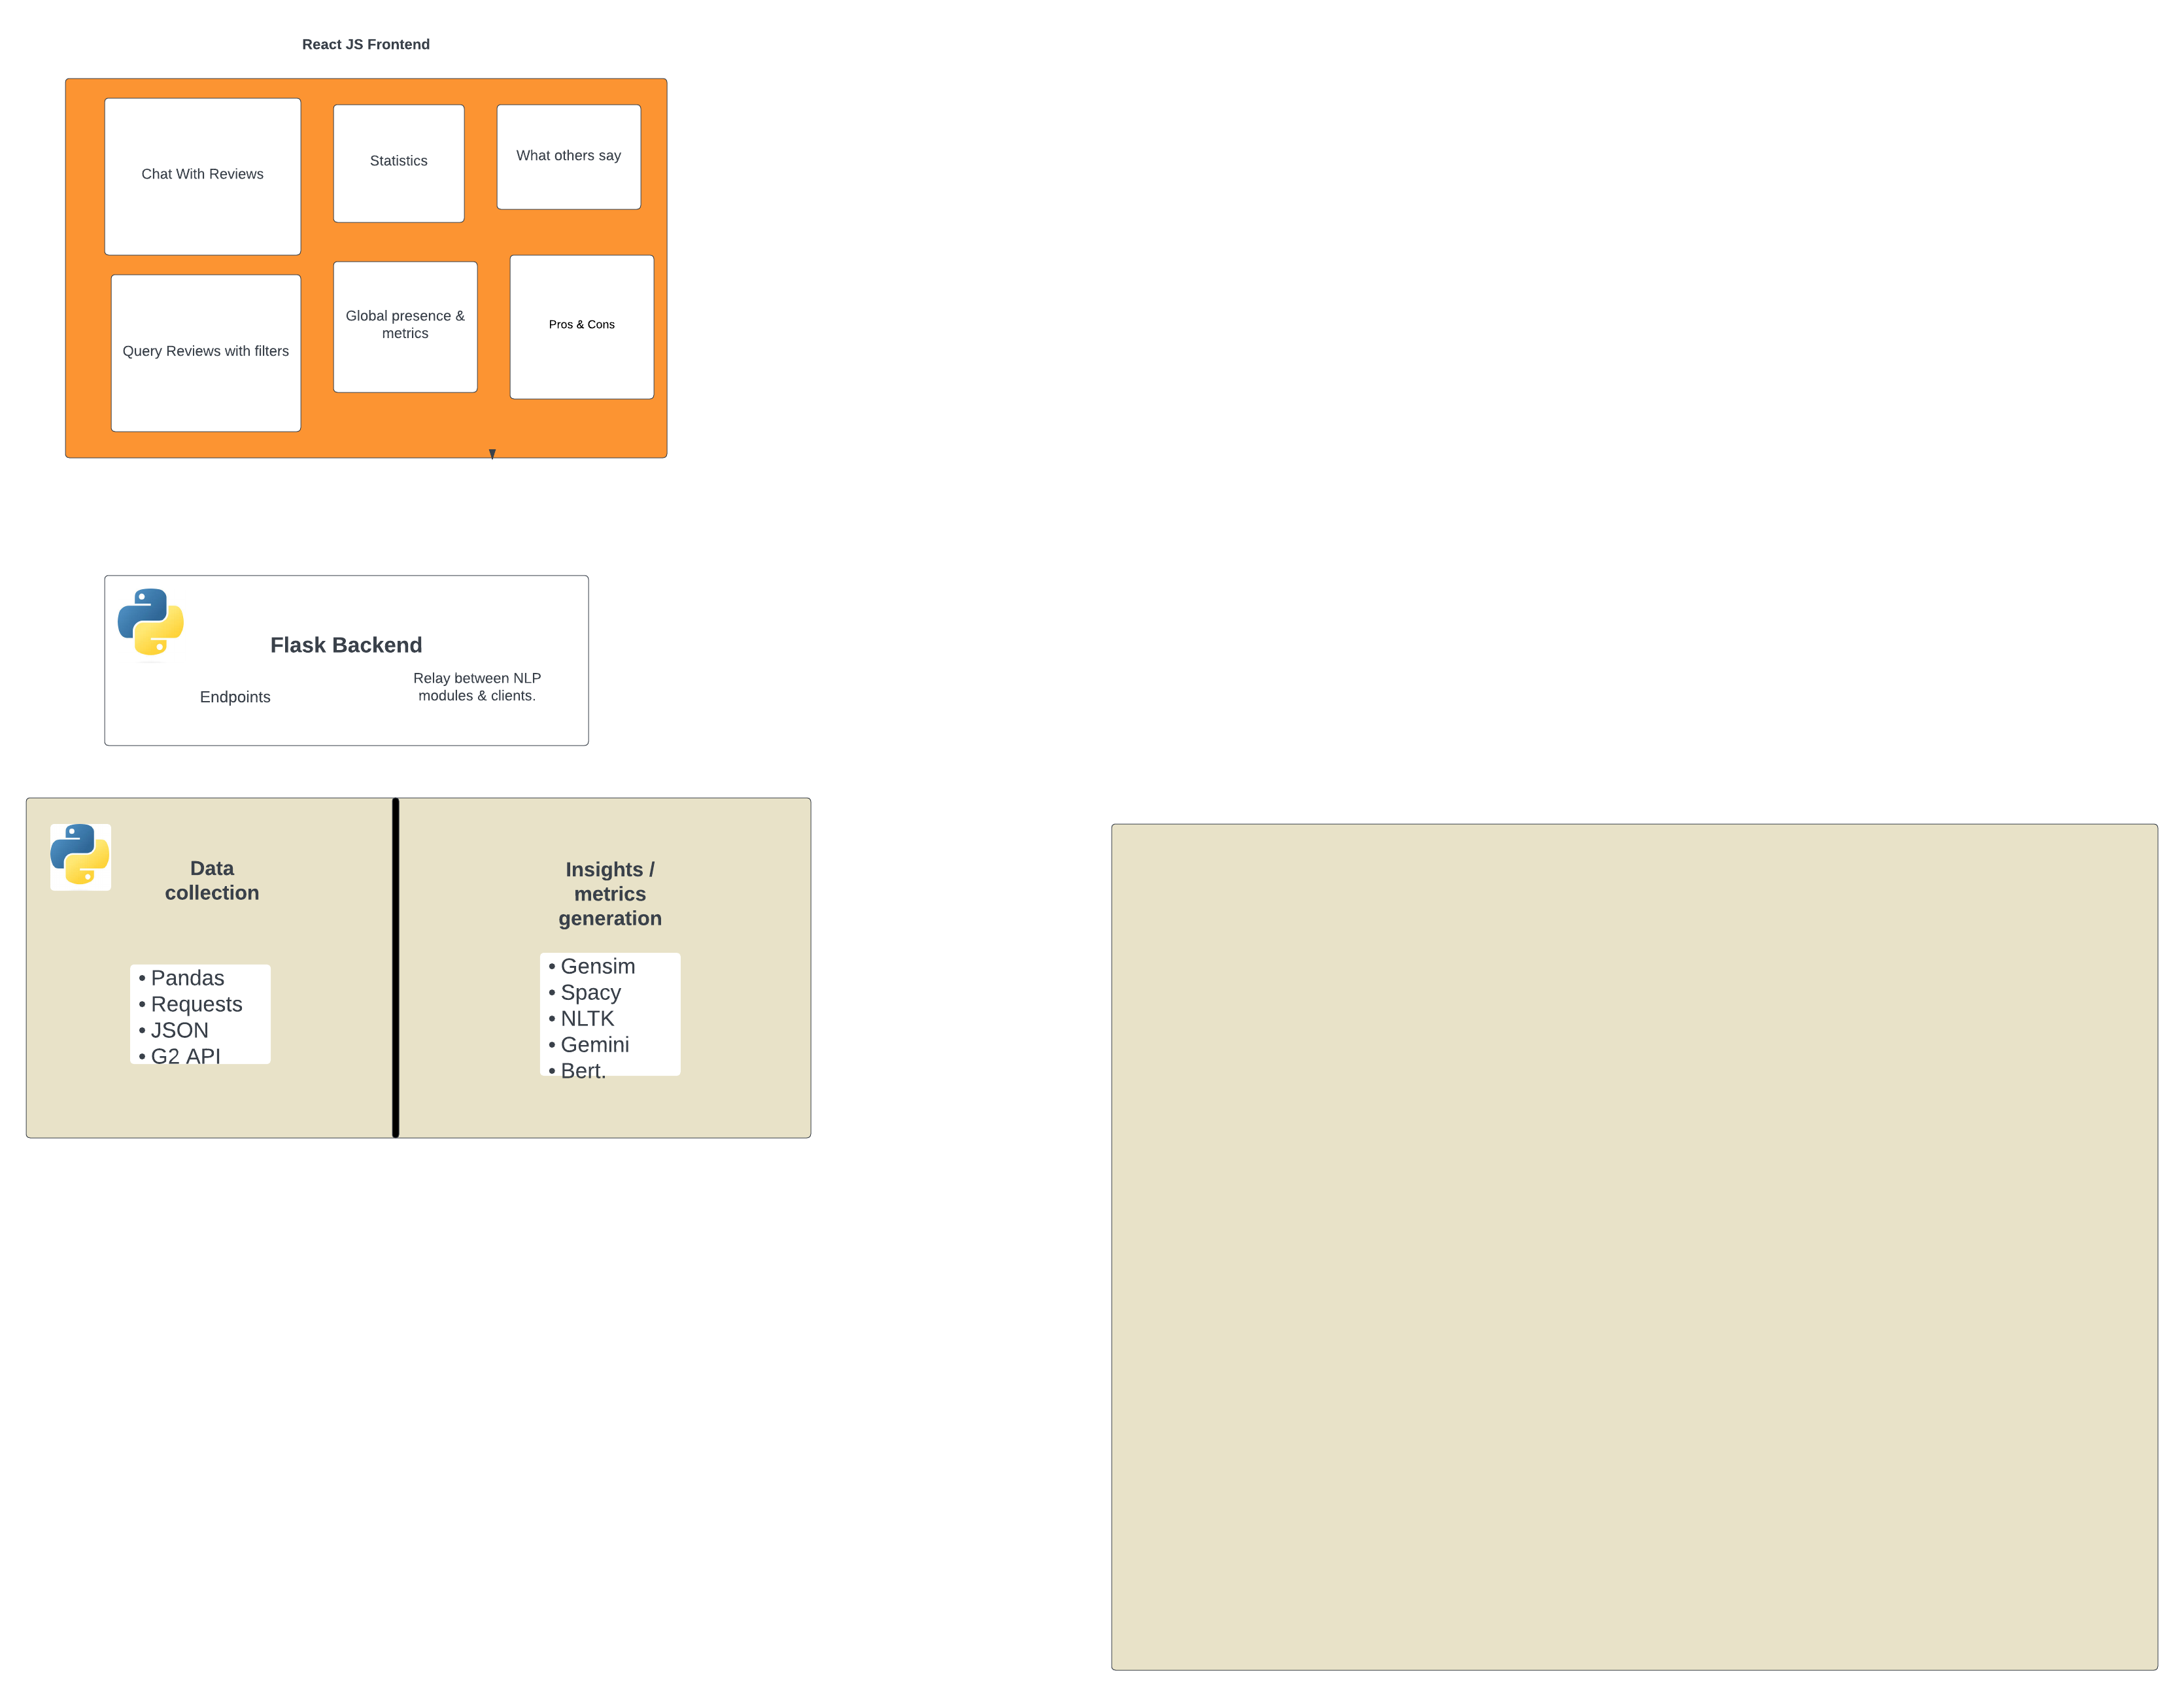 React JS Frontend
Chat With Reviews
Statistics
What others say
Query Reviews with filters
Global presence &
metrics
Pros & Cons
Flask Backend
Endpoints
Relay between NLP
modules & clients.
Data
collection
• Pandas
• Requests
• JSON
• G2 API
Insights /
metrics
generation
• Gensim
• Spacy
• NLTK
• Gemini
• Bert.